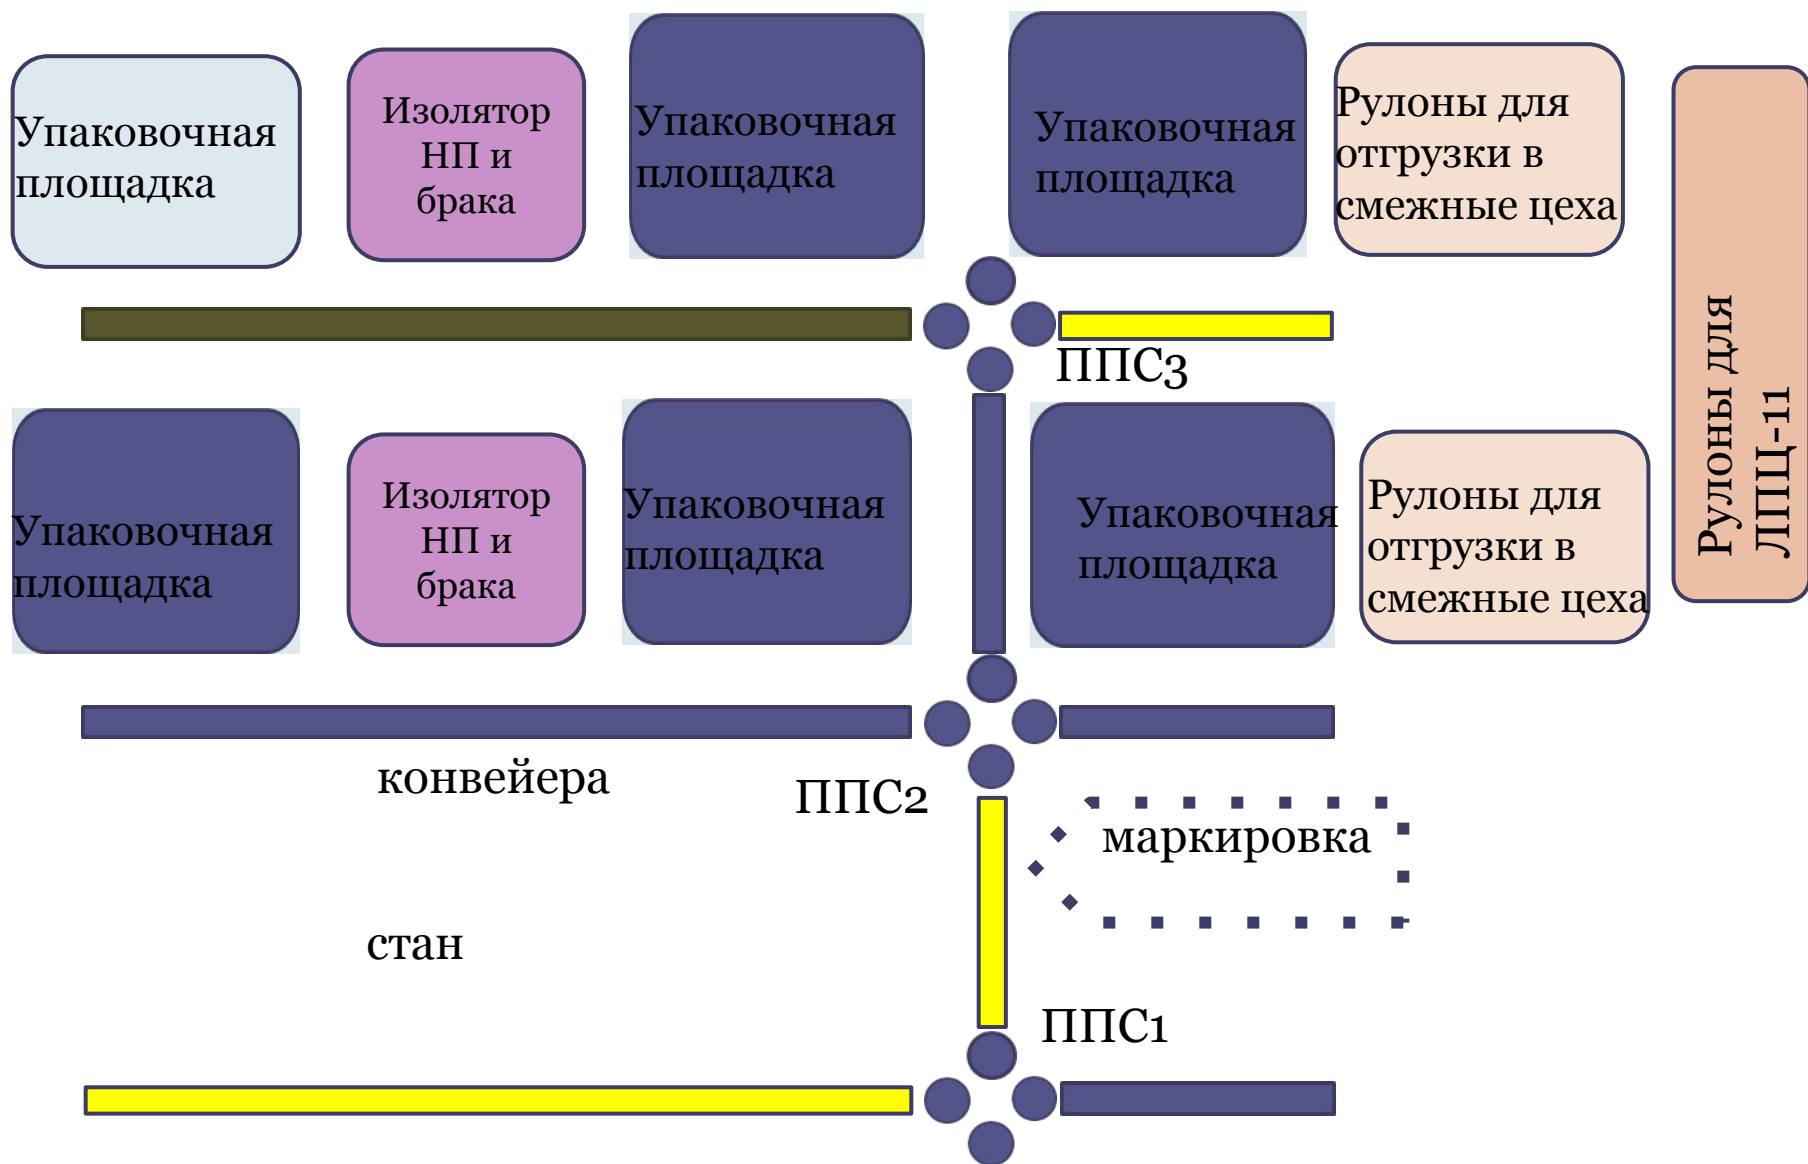 Упаковочная
площадка
Изолятор
НП и
брака
Упаковочная
площадка
Упаковочная
площадка
Рулоны для
отгрузки в
смежные цеха
Рулоны для
ЛПЦ-11
ППС3
Упаковочная
площадка
Изолятор
НП и
брака
Упаковочная
площадка
Упаковочная
площадка
Рулоны для
отгрузки в
смежные цеха
конвейера
ППС2
маркировка
стан
ППС1